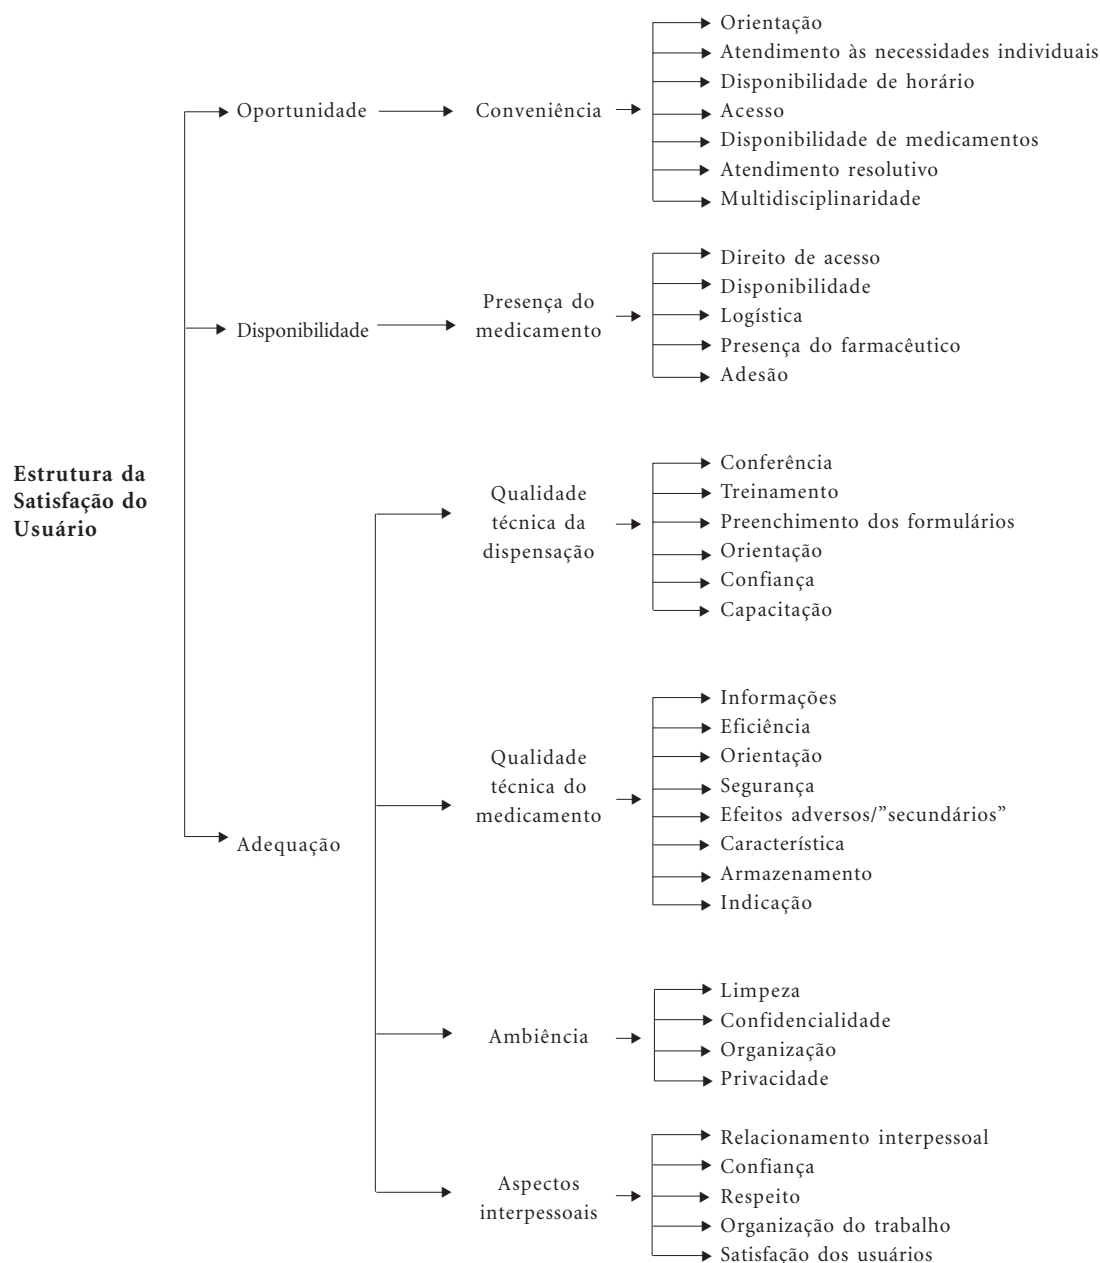 Estrutura da
Satisfação do
Usuário
Oportunidade
Conveniência
Orientação
Atendimento às necessidades individuais
Disponibilidade de horário
Acesso
Disponibilidade de medicamentos
Atendimento resolutivo
Multidisciplinaridade
Disponibilidade
Presença do
medicamento
Direito de acesso
Disponibilidade
Logística
Presença do farmacêutico
Adesão
Adequação
Qualidade
técnica da
dispensação
Conferência
Treinamento
Preenchimento dos formulários
Orientação
Confiança
Capacitação
Qualidade
técnica do
medicamento
Informações
Eficiência
Orientação
Segurança
Efeitos adversos/”secundários”
Característica
Armazenamento
Indicação
Ambiência
Limpeza
Confidencialidade
Organização
Privacidade
Aspectos
interpessoais
Relacionamento interpessoal
Confiança
Respeito
Organização do trabalho
Satisfação dos usuários